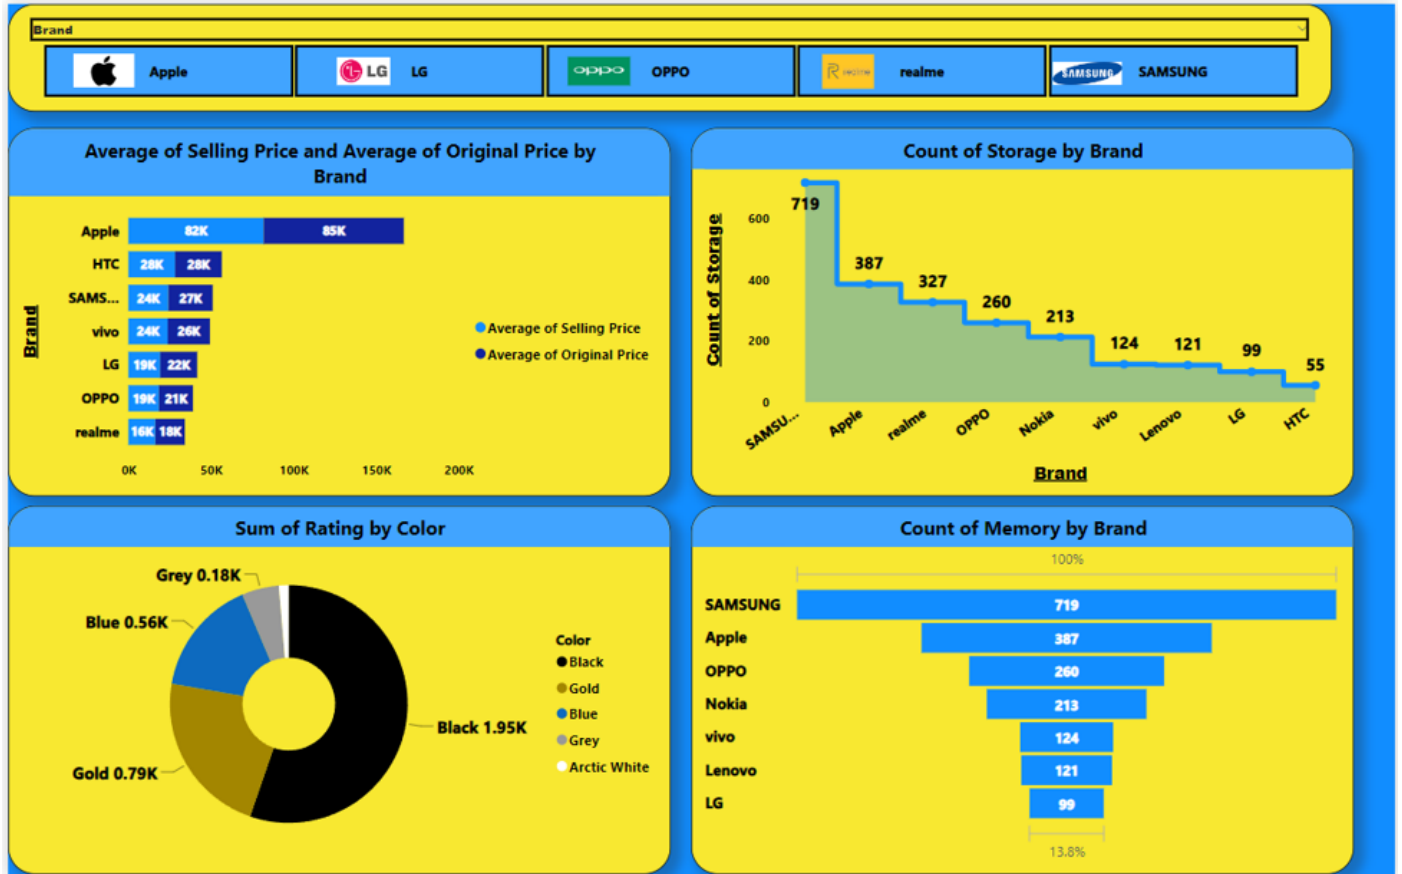 Brand
Apple
LG LG
oppo OPPO
realme realme
SAMSUNG SAMSUNG
Average of Selling Price and Average of Original Price by
Brand
Brand
Apple 82K 85K
HTC 28K 28K
SAMS... 24K 27K
vivo 24K 26K
LG 19K 22K
OPPO 19K 21K
realme 16K 18K
0K 50K 100K 150K 200K
Average of Selling Price
Average of Original Price
Count of Storage by Brand
Count of Storage
600
400
200
0
719
387
327
260
213
124
121
99
55
SAMSU...
Apple
realme
OPPO
Nokia
vivo
Lenovo
LG
HTC
Brand
Sum of Rating by Color
Grey 0.18K
Blue 0.56K
Gold 0.79K
Black 1.95K
Color
Black
Gold
Blue
Grey
Arctic White
Count of Memory by Brand
100%
SAMSUNG 719
Apple 387
OPPO 260
Nokia 213
vivo 124
Lenovo 121
LG 99
13.8%